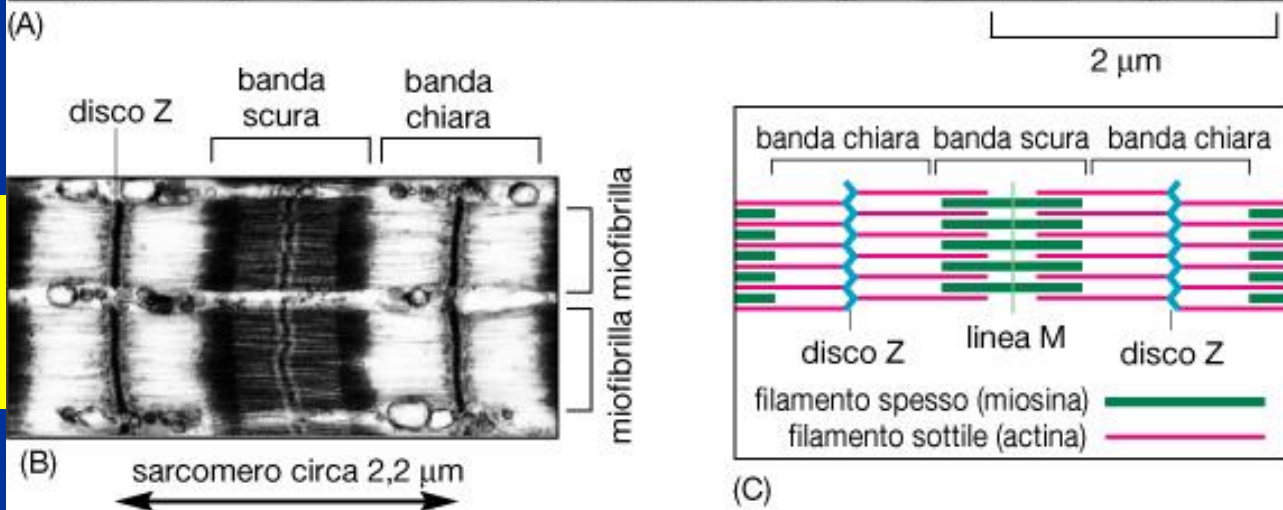 (A)
2 μm
disco Z
banda
scura
banda
chiara
miofibrilla
miofibrilla
(B)
sarcomero circa 2,2 μm
banda chiara
banda scura
banda chiara
disco Z
linea M
disco Z
filamento spesso (miosina)
filamento sottile (actina)
(C)